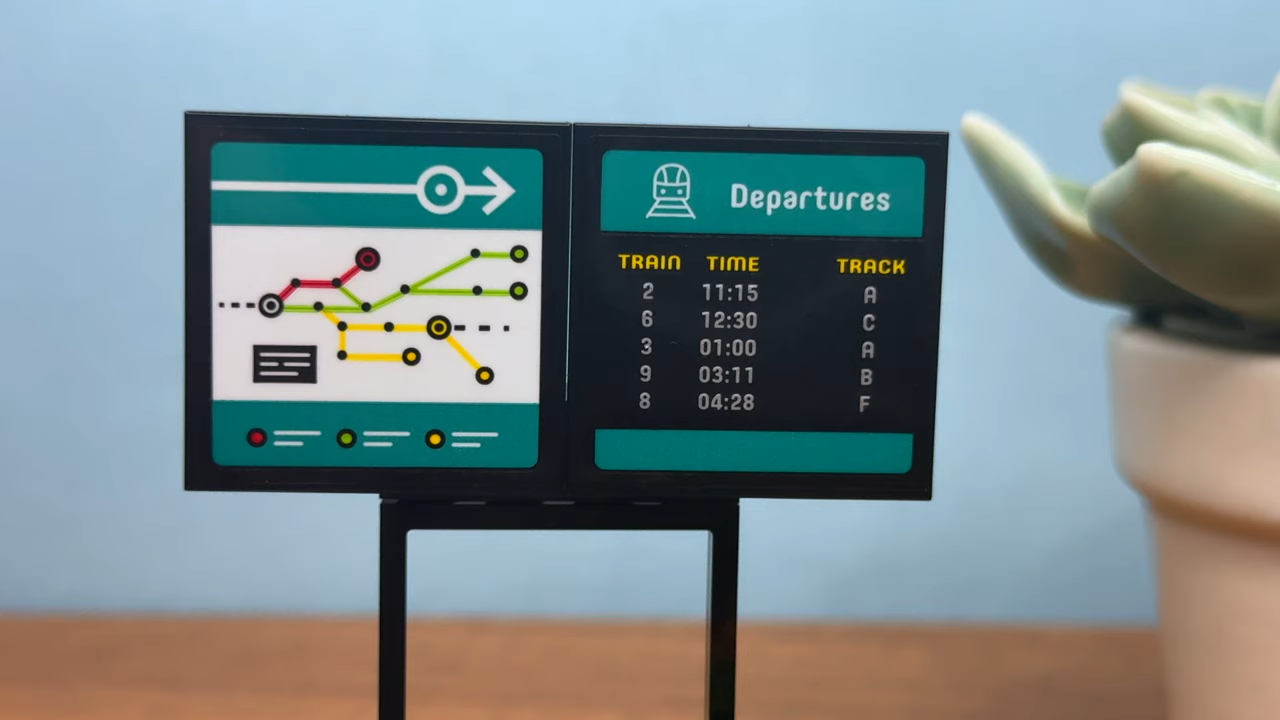 Departures
TRAIN TIME TRACK
2 11:15 A
6 12:30 C
3 01:00 A
9 03:11 B
8 04:28 F